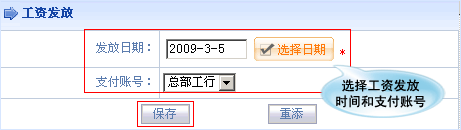 工资发放
发放日期： 2009-3-5 选择日期 *
支付账号： 总部工行
选择工资发放
时间和支付账号
保存 重添